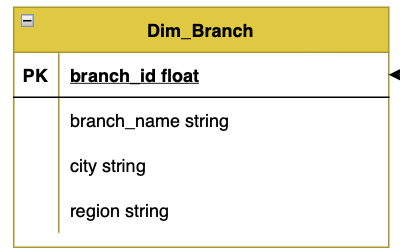 Dim_Branch
PK branch_id float
branch_name string
city string
region string